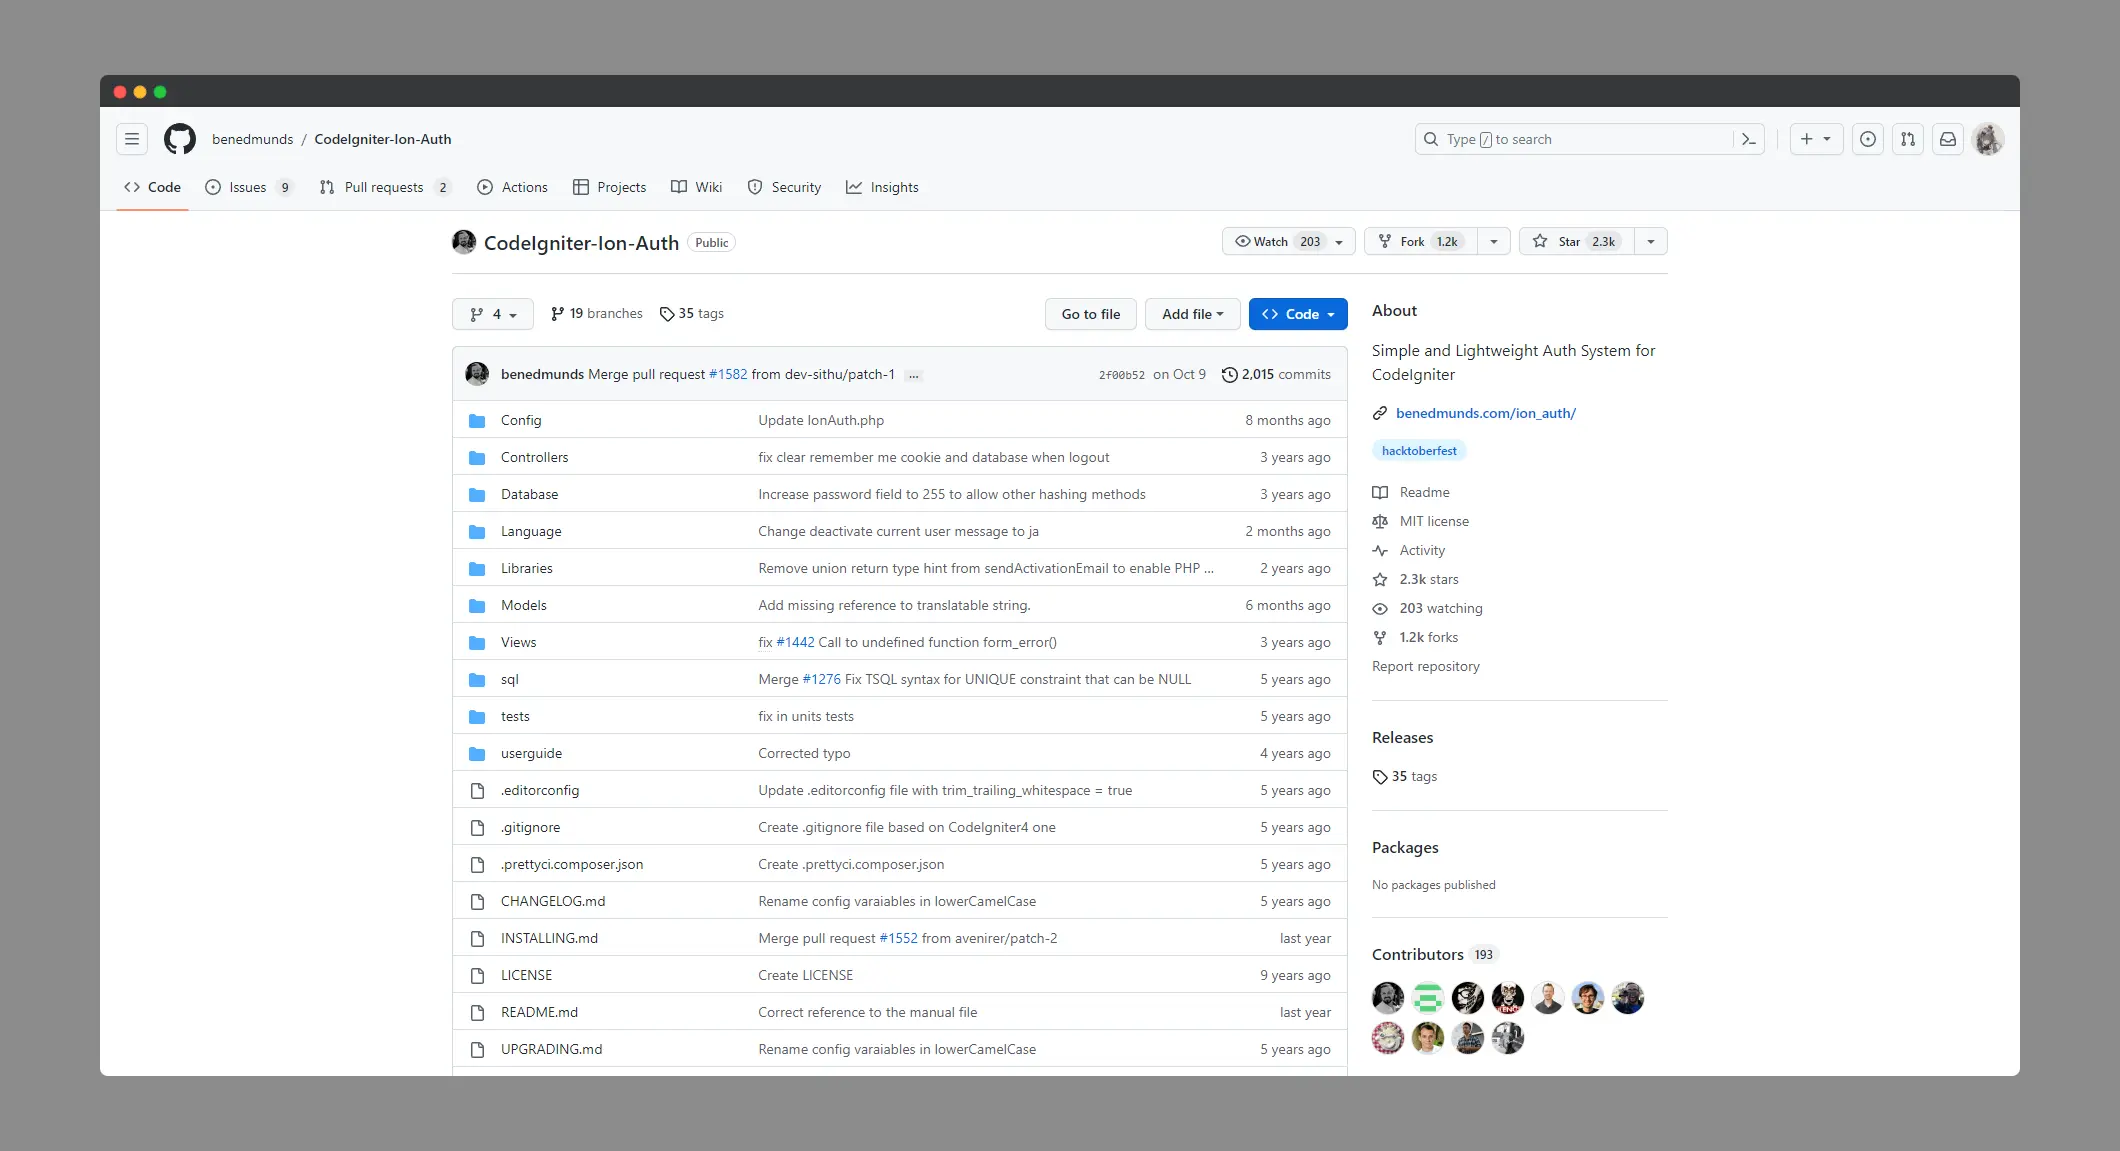 benedmunds / CodeIgniter-Ion-Auth
Type / to search
Code
Issues 9
Pull requests 2
Actions
Projects
Wiki
Security
Insights
CodeIgniter-Ion-Auth Public
Watch 203
Fork 1.2k
Star 2.3k
4
19 branches
35 tags
Go to file
Add file
Code
benedmunds Merge pull request #1582 from dev-sithu/patch-1 ... 2f00b52 on Oct 9 2,015 commits
Config Update IonAuth.php 8 months ago
Controllers fix clear remember me cookie and database when logout 3 years ago
Database Increase password field to 255 to allow other hashing methods 3 years ago
Language Change deactivate current user message to ja 2 months ago
Libraries Remove union return type hint from sendActivationEmail to enable PHP ... 2 years ago
Models Add missing reference to translatable string. 6 months ago
Views fix #1442 Call to undefined function form_error() 3 years ago
sql Merge #1276 Fix TSQL syntax for UNIQUE constraint that can be NULL 5 years ago
tests fix in units tests 5 years ago
userguide Corrected typo 4 years ago
.editorconfig Update .editorconfig file with trim_trailing_whitespace = true 5 years ago
.gitignore Create .gitignore file based on CodeIgniter4 one 5 years ago
.prettyci.composer.json Create .prettyci.composer.json 5 years ago
CHANGELOG.md Rename config varaiables in lowerCamelCase 5 years ago
INSTALLING.md Merge pull request #1552 from avenirer/patch-2 last year
LICENSE Create LICENSE 9 years ago
README.md Correct reference to the manual file last year
UPGRADING.md Rename config varaiables in lowerCamelCase 5 years ago
About
Simple and Lightweight Auth System for
CodeIgniter
benedmunds.com/ion_auth/
hacktoberfest
Readme
MIT license
Activity
2.3k stars
203 watching
1.2k forks
Report repository
Releases
35 tags
Packages
No packages published
Contributors 193